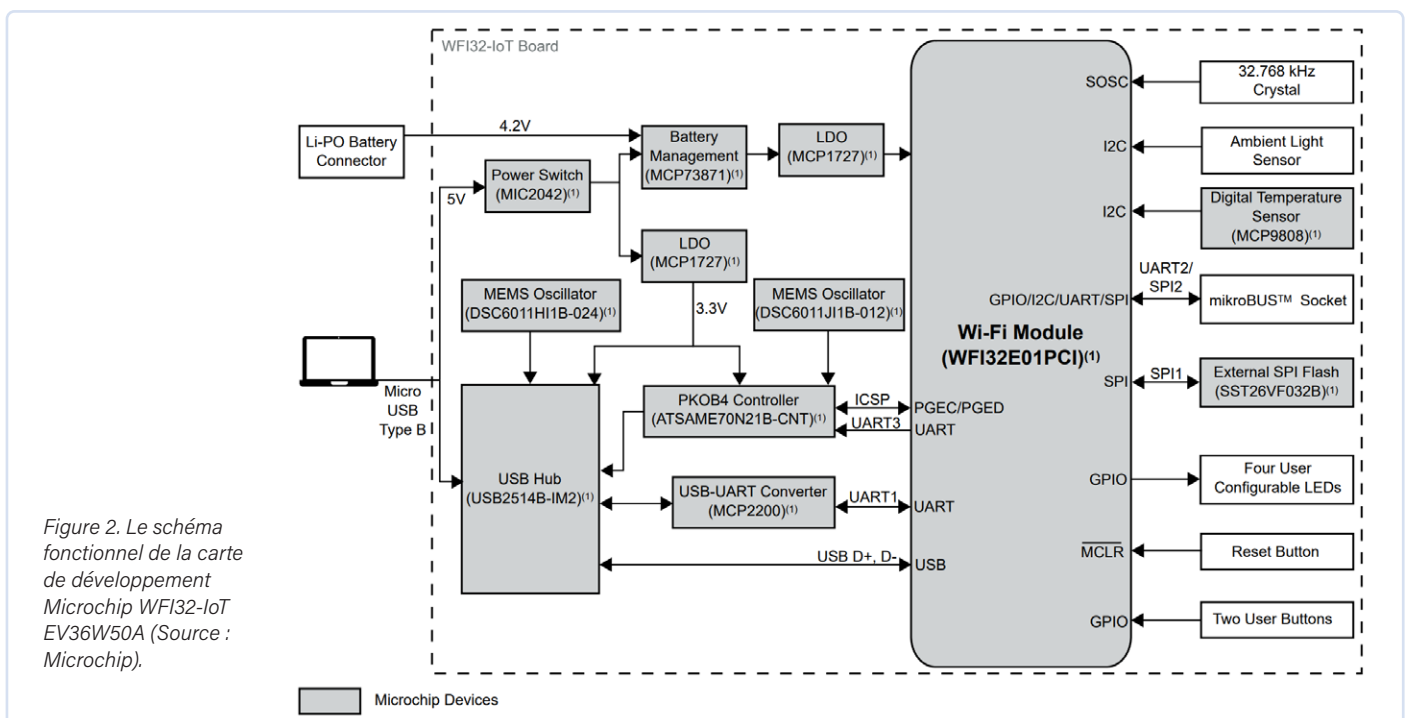 WFI32-IoT Board
Li-PO Battery
Connector
4.2V
5V
Power Switch
(MIC2042)(1)
Battery
Management
(MCP73871)(1)
LDO
(MCP1727)(1)
LDO
(MCP1727)(1)
3.3V
MEMS Oscillator
(DSC6011HI1B-024)(1)
MEMS Oscillator
(DSC6011JI1B-012)(1)
Micro
USB
Type B
USB Hub
(USB2514B-IM2)(1)
PKOB4 Controller
(ATSAME70N21B-CNT)(1)
ICSP
UART3
USB-UART Converter
(MCP2200)(1)
UART1
USB D+, D-
PGEC/PGED
UART
UART
USB
Wi-Fi Module
(WFI32E01PCI)(1)
SOSC
32.768 kHz
Crystal
I2C
Ambient Light
Sensor
I2C
Digital Temperature
Sensor
(MCP9808)(1)
GPIO/I2C/UART/SPI
UART2/
SPI2
mikroBUS™ Socket
SPI
SPI1
External SPI Flash
(SST26VF032B)(1)
GPIO
Four User
Configurable LEDs
MCLR
Reset Button
GPIO
Two User Buttons
Microchip Devices
Figure 2. Le schéma
fonctionnel de la carte
de développement
Microchip WFI32-IoT
EV36W50A (Source :
Microchip).